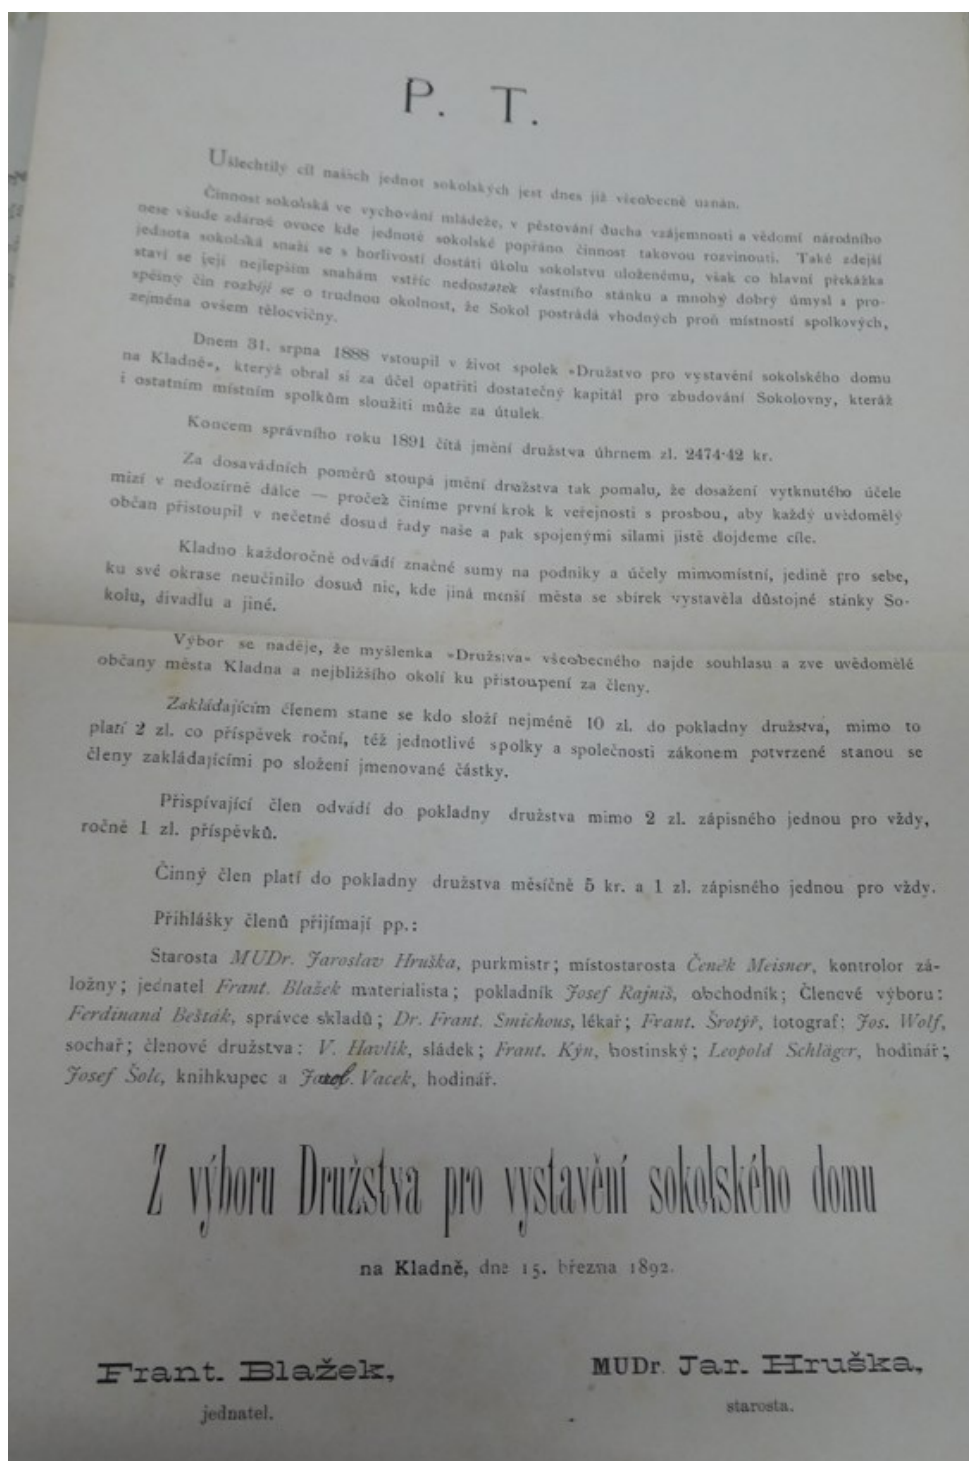 P. T.
Ušlechtilý cíl našich jednot sokolských jest dnes již všeobecně uznán.
Činnost sokolská ve vychování mládeže, v pěstování ducha vzájemnosti a vědomí národního
nese všude zdárné ovoce kde jednotě sokolské popřáno činnost takovou rozvinouti. Také zdejší
jednota sokolská snaží se s horlivostí dostáti úkolu sokolstvu uloženému, však co hlavní překážka
staví se její nejlepším snahám vstříc nedostatek vlastního stánku a mnohý dobrý úmysl a pro-
spěšný čin rozbíjí se o trudnou okolnost, že Sokol postrádá vhodných proň místností spolkových,
zejména ovšem tělocvičny.
Dnem 31. srpna 1888 vstoupil v život spolek »Družstvo pro vystavění sokolského domu
na Kladně«, kterýž obral si za účel opatřiti dostatečný kapitál pro zbudování Sokolovny, kteráž
i ostatním místním spolkům sloužiti může za útulek.
Koncem správního roku 1891 čítá jmění družstva úhrnem zl. 2474·42 kr.
Za dosavádních poměrů stoupá jmění družstva tak pomalu, že dosažení vytknutého účele
mizí v nedozírné dálce — pročež činíme první krok k veřejnosti s prosbou, aby každý uvědomělý
občan přistoupil v nečetné dosud řady naše a pak spojenými silami jistě dojdeme cíle.
Kladno každoročně odvádí značné sumy na podniky a účely mimomístní, jedině pro sebe,
ku své okrase neučinilo dosud nic, kde jiná menší města se sbírek vystavěla důstojné stánky So-
kolu, divadlu a jiné.
Výbor se naděje, že myšlenka »Družstva« všeobecného najde souhlasu a zve uvědomělé
občany města Kladna a nejbližšího okolí ku přistoupení za členy.
Zakládajícím členem stane se kdo složí nejméně 10 zl. do pokladny družstva, mimo to
platí 2 zl. co příspěvek roční, též jednotlivé spolky a společnosti zákonem potvrzené stanou se
členy zakládajícími po složení jmenované částky.
Přispívající člen odvádí do pokladny družstva mimo 2 zl. zápisného jednou pro vždy,
ročně 1 zl. příspěvků.
Činný člen platí do pokladny družstva měsíčně 5 kr. a 1 zl. zápisného jednou pro vždy.
Přihlášky členů přijímají pp.:
Starosta MUDr. Jaroslav Hruška, purkmistr; místostarosta Čeněk Meisner, kontrolor zá-
ložny; jednatel Frant. Blažek materialista; pokladník Josef Rajniš, obchodník; Členové výboru:
Ferdinand Bešták, správce skladů; Dr. Frant. Smichous, lékař; Frant. Šrotýř, fotograf; Jos. Wolf,
sochař; členové družstva: V. Havlík, sládek; Frant. Kýn, hostinský; Leopold Schläger, hodinář;
Josef Šolc, knihkupec a Vacek, hodinář.
Z výboru Družstva pro vystavění sokolského domu
na Kladně, dne 15. března 1892.
Frant. Blažek,
MUDr. Jar. Hruška,
jednatel.
starosta.